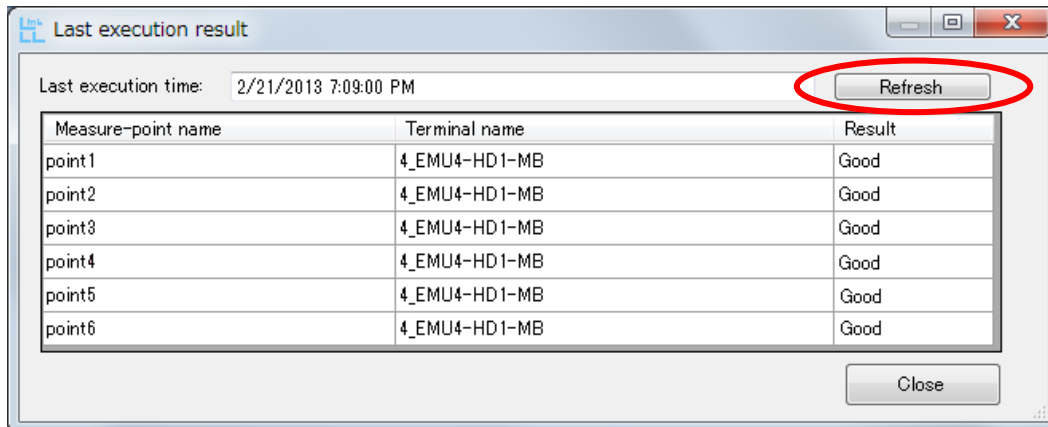 Link Last execution result
Last execution time: 2/21/2013 7:09:00 PM Refresh
Measure-point name Terminal name Result
point1 4_EMU4-HD1-MB Good
point2 4_EMU4-HD1-MB Good
point3 4_EMU4-HD1-MB Good
point4 4_EMU4-HD1-MB Good
point5 4_EMU4-HD1-MB Good
point6 4_EMU4-HD1-MB Good
Close